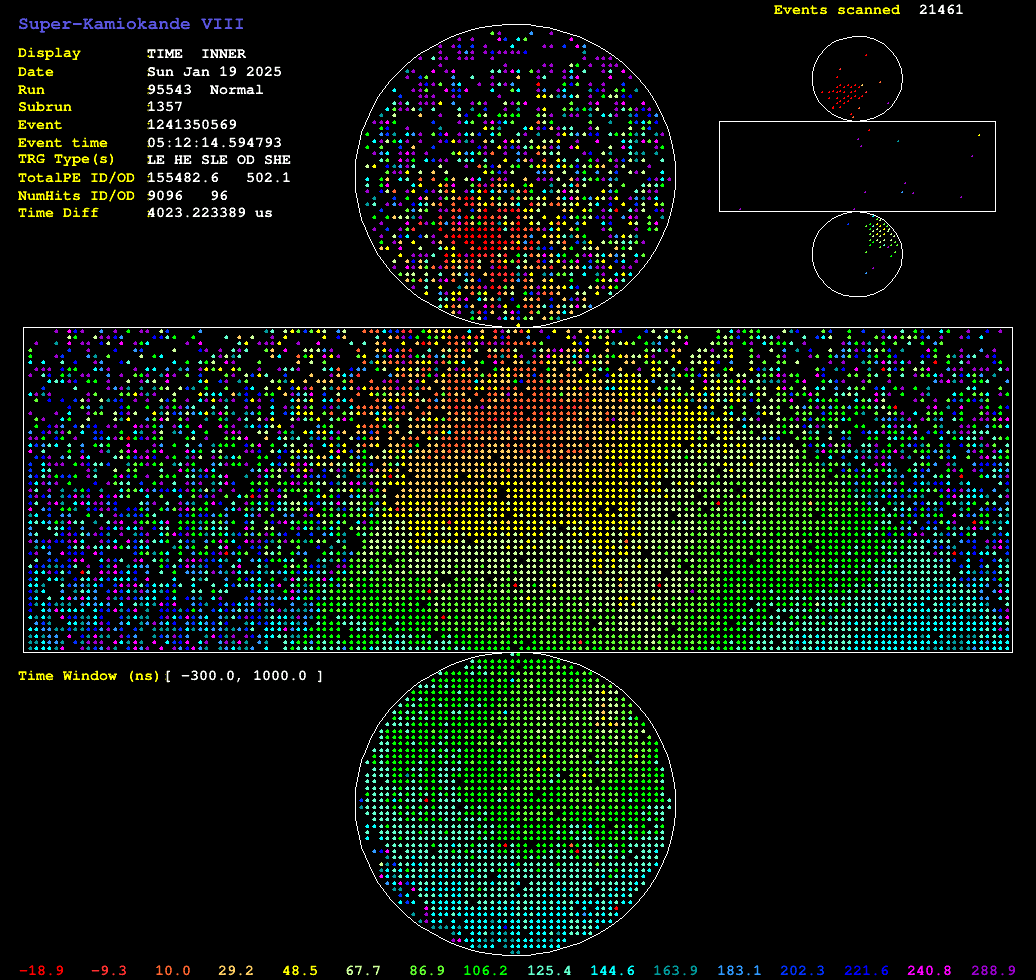 Super-Kamiokande VIII
Events scanned 21461
Display TIME INNER
Date Sun Jan 19 2025
Run 95543 Normal
Subrun 1357
Event 1241350569
Event time 05:12:14.594793
TRG Type(s) LE HE SLE OD SHE
TotalPE ID/OD 155482.6 502.1
NumHits ID/OD 9096 96
Time Diff 4023.223389 us
Time Window (ns)[ -300.0, 1000.0 ]
-18.9 -9.3 10.0 29.2 48.5 67.7 86.9 106.2 125.4 144.6 163.9 183.1 202.3 221.6 240.8 288.9